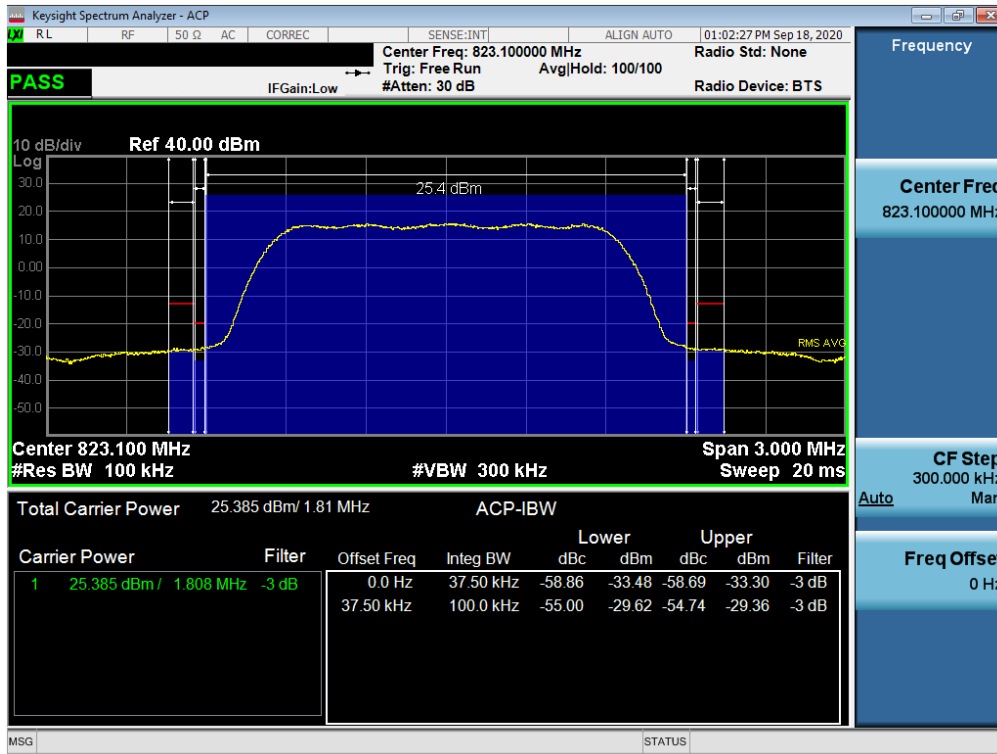 Keysight Spectrum Analyzer - ACP
LXI RL RF 50 Ω AC CORREC SENSE:INT ALIGN AUTO 01:02:27 PM Sep 18, 2020
Center Freq: 823.100000 MHz Radio Std: None
Trig: Free Run Avg|Hold: 100/100
PASS IFGain:Low #Atten: 30 dB Radio Device: BTS
10 dB/div Ref 40.00 dBm
Log
30.0
25.4 dBm
20.0
10.0
0.00
-10.0
-20.0
-30.0
RMS AVG
-40.0
-50.0
Center 823.100 MHz Span 3.000 MHz
#Res BW 100 kHz #VBW 300 kHz Sweep 20 ms
Total Carrier Power 25.385 dBm/ 1.81 MHz ACP-IBW
Lower Upper
Carrier Power Filter Offset Freq Integ BW dBc dBm dBc dBm Filter
1 25.385 dBm / 1.808 MHz -3 dB 0.0 Hz 37.50 kHz -58.86 -33.48 -58.69 -33.30 -3 dB
37.50 kHz 100.0 kHz -55.00 -29.62 -54.74 -29.36 -3 dB
MSG STATUS
Frequency
Center Freq
823.100000 MHz
CF Step
300.000 kHz
Auto Man
Freq Offset
0 Hz